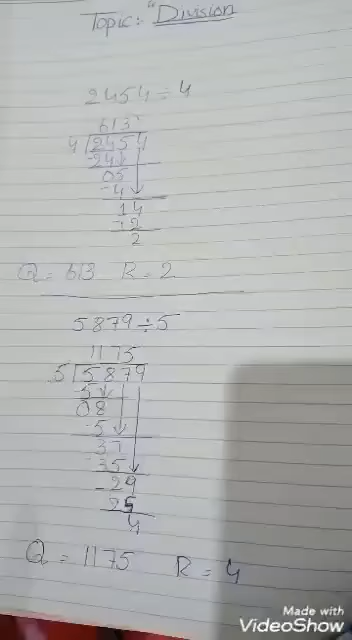 Topic: "Division
2454 ÷ 4
613
4 2454
-24
05
-4
14
12
2
Q = 613 R = 2
5879 ÷ 5
1175
5 5879
-5
08
-5
37
-35
-29
25
4
Q = 1175 R = 4
Made with
VideoShow